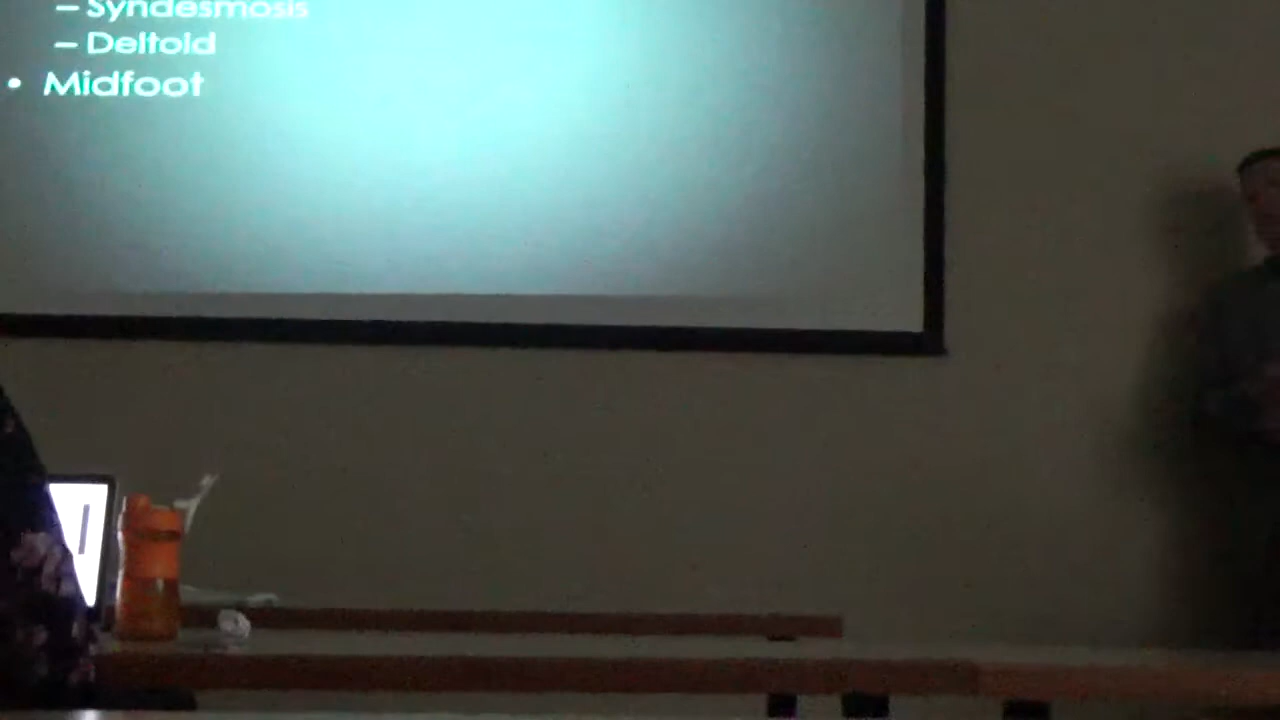 – Syndesmosis
– Deltoid
• Midfoot